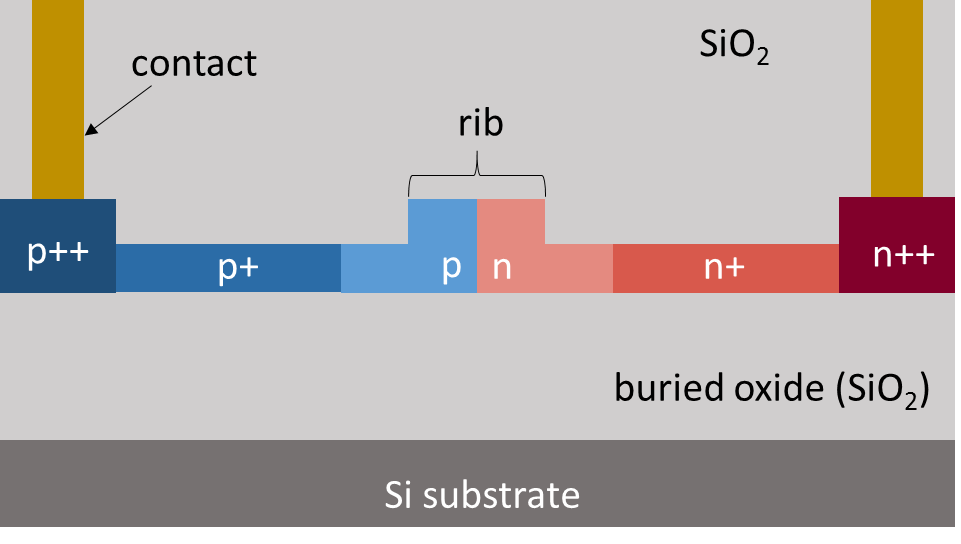 SiO₂
contact
rib
p++
p+
p
n
n+
n++
buried oxide (SiO₂)
Si substrate